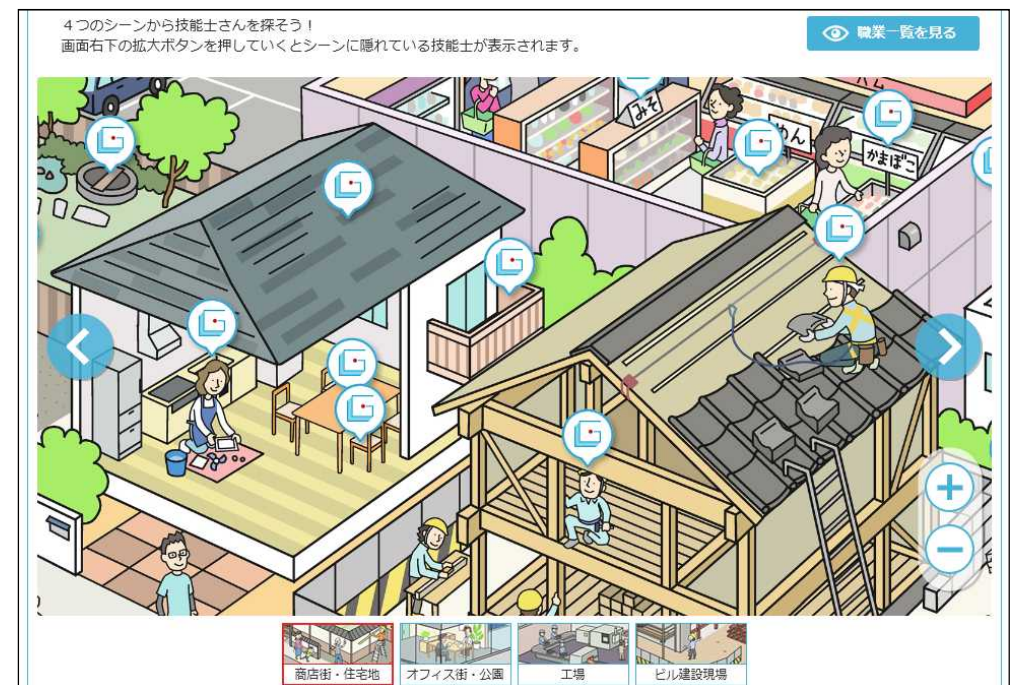 ４つのシーンから技能士さんを探そう！
画面右下の拡大ボタンを押していくとシーンに隠れている技能士が表示されます。
職業一覧を見る
みそ
めん
かまぼこ
商店街・住宅地
オフィス街・公園
工場
ビル建設現場